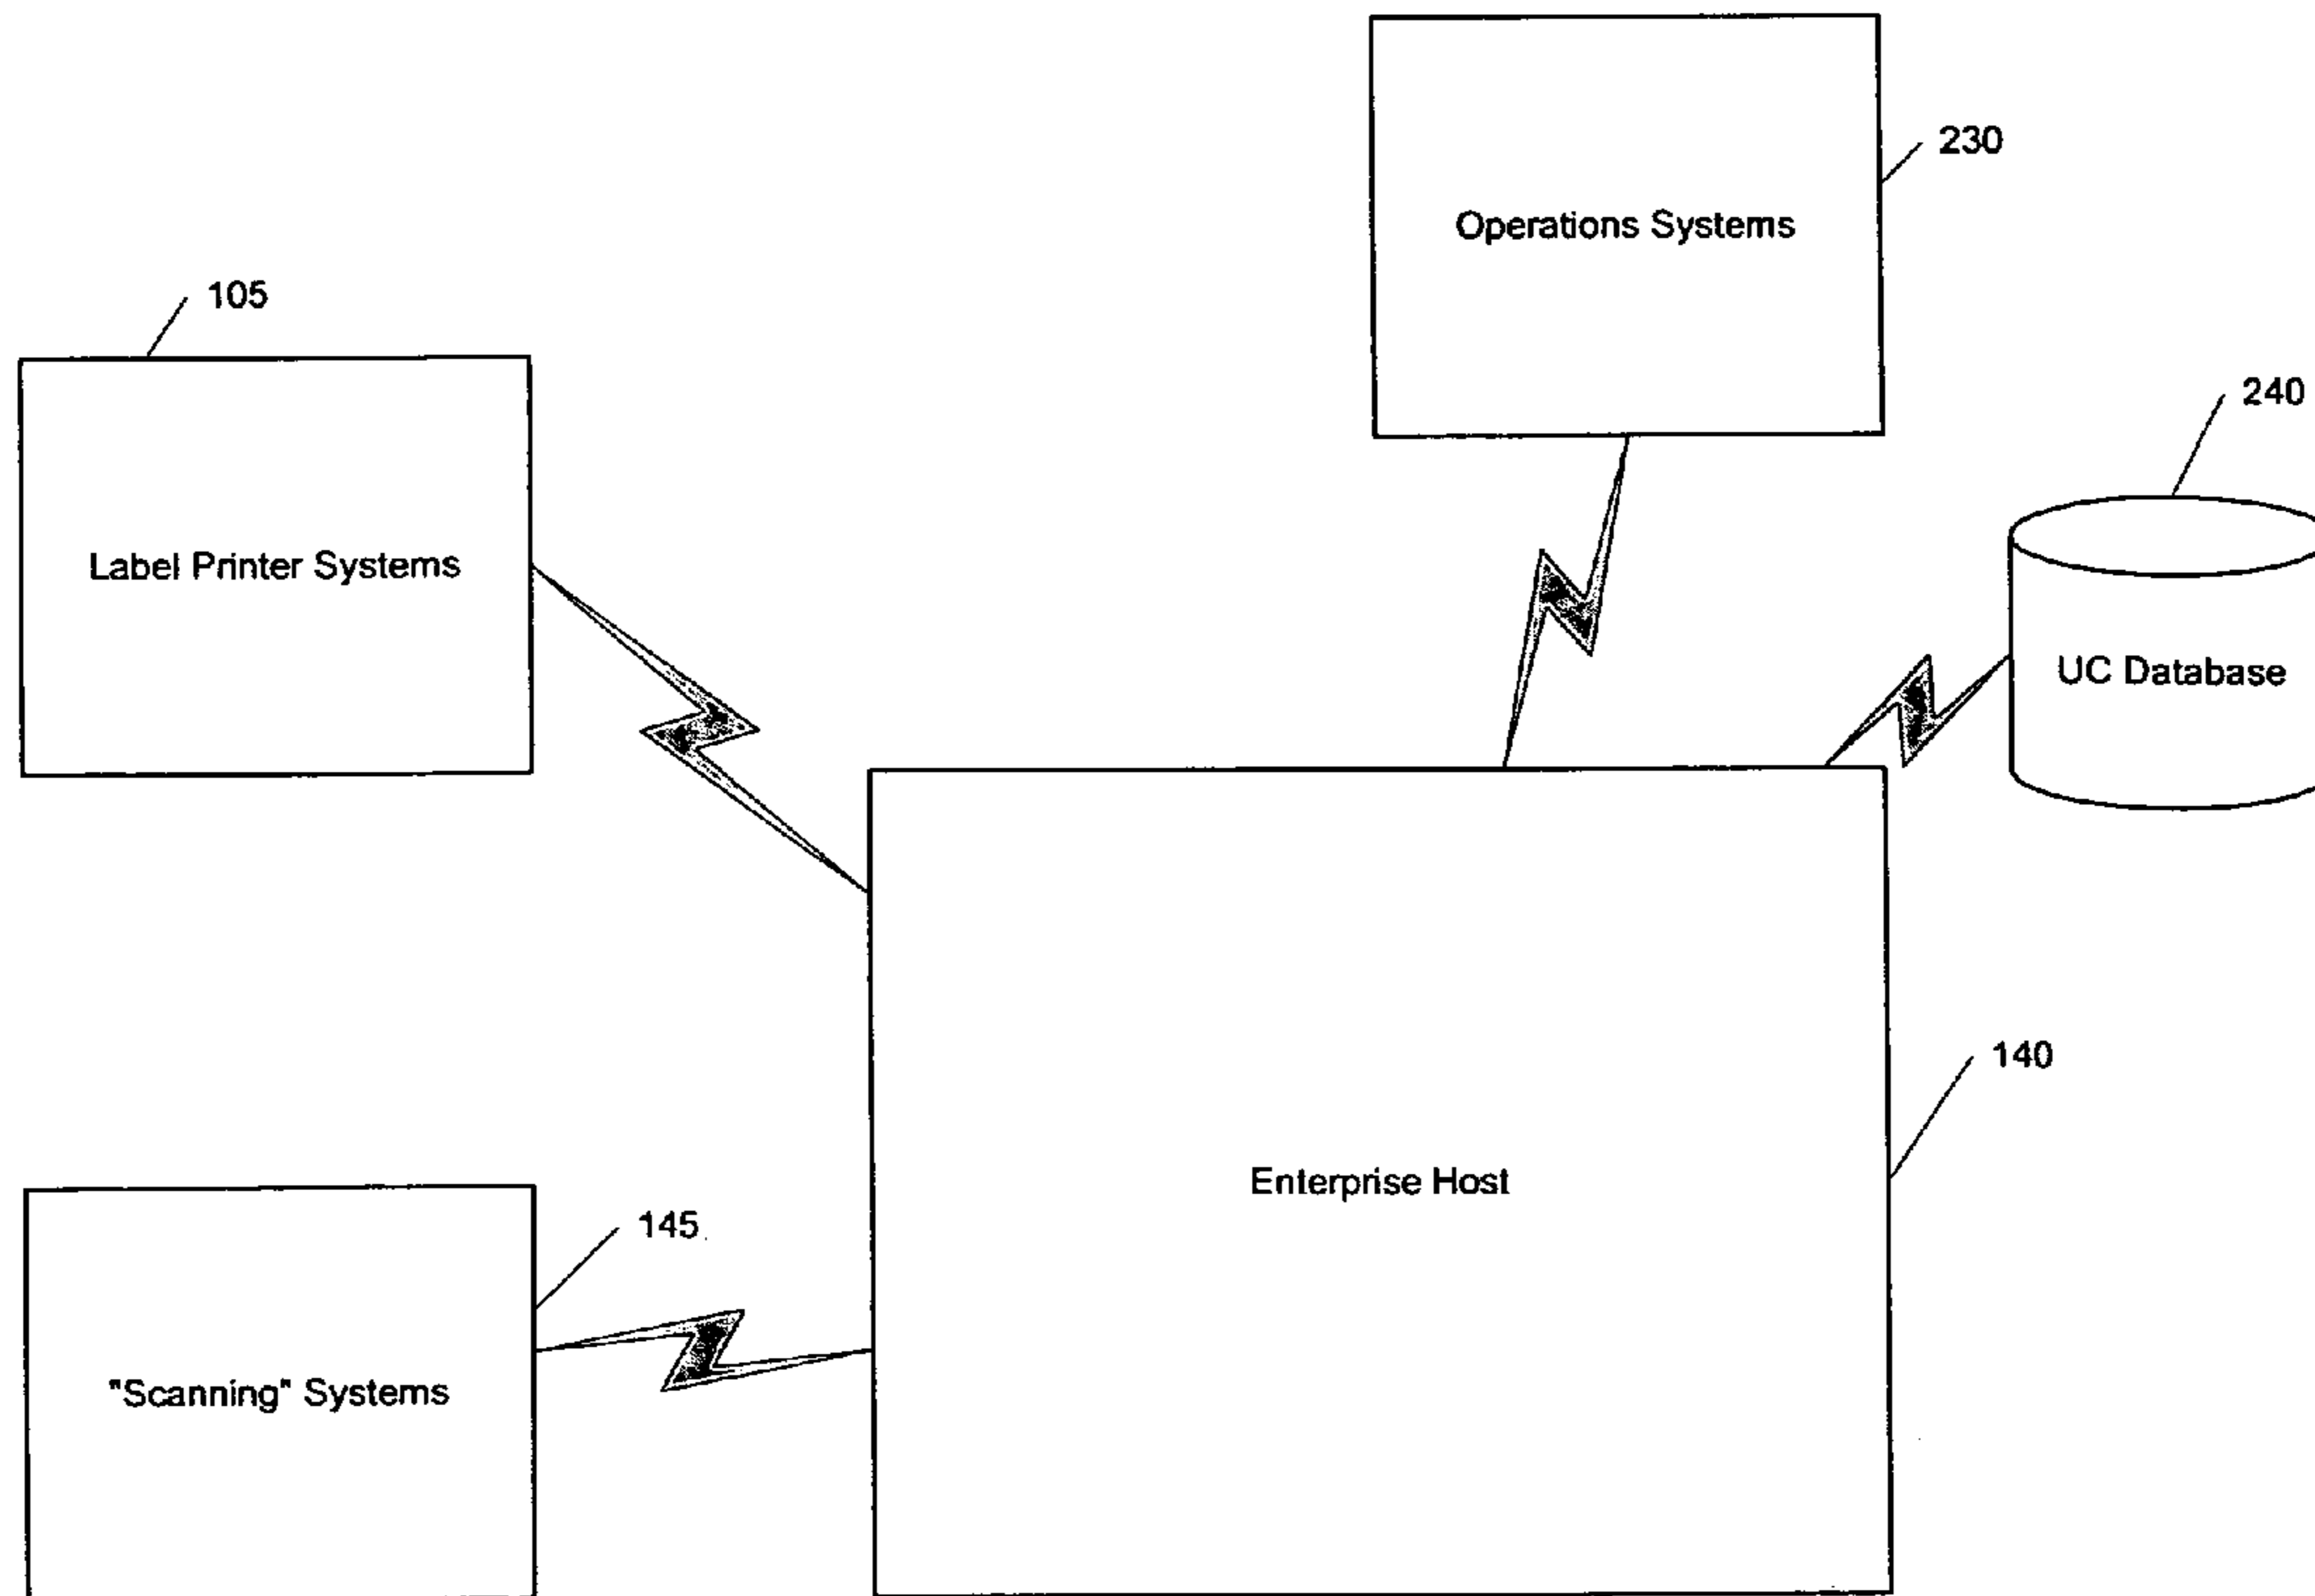 230
Operations Systems
105
240
Label Printer Systems
UC Database
140
Enterprise Host
145
"Scanning" Systems